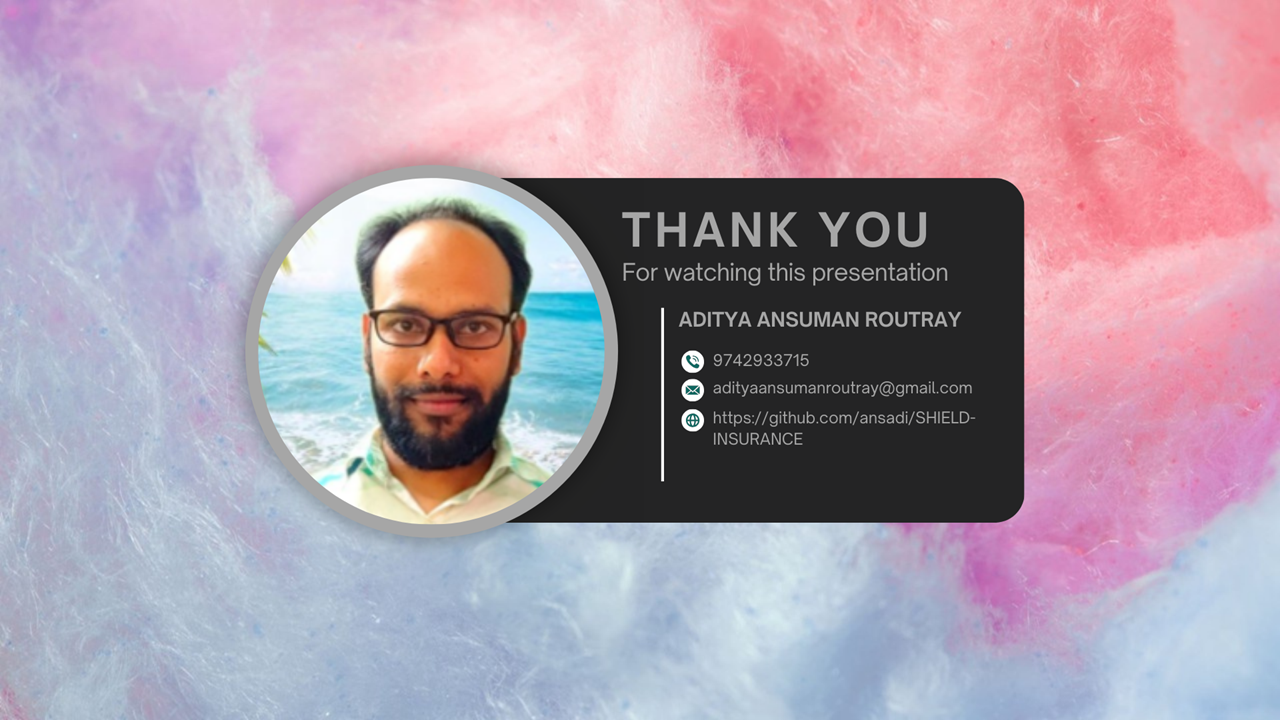 THANK YOU
For watching this presentation
ADITYA ANSUMAN ROUTRAY
9742933715
adityaansumanroutray@gmail.com
https://github.com/ansadi/SHIELD-
INSURANCE